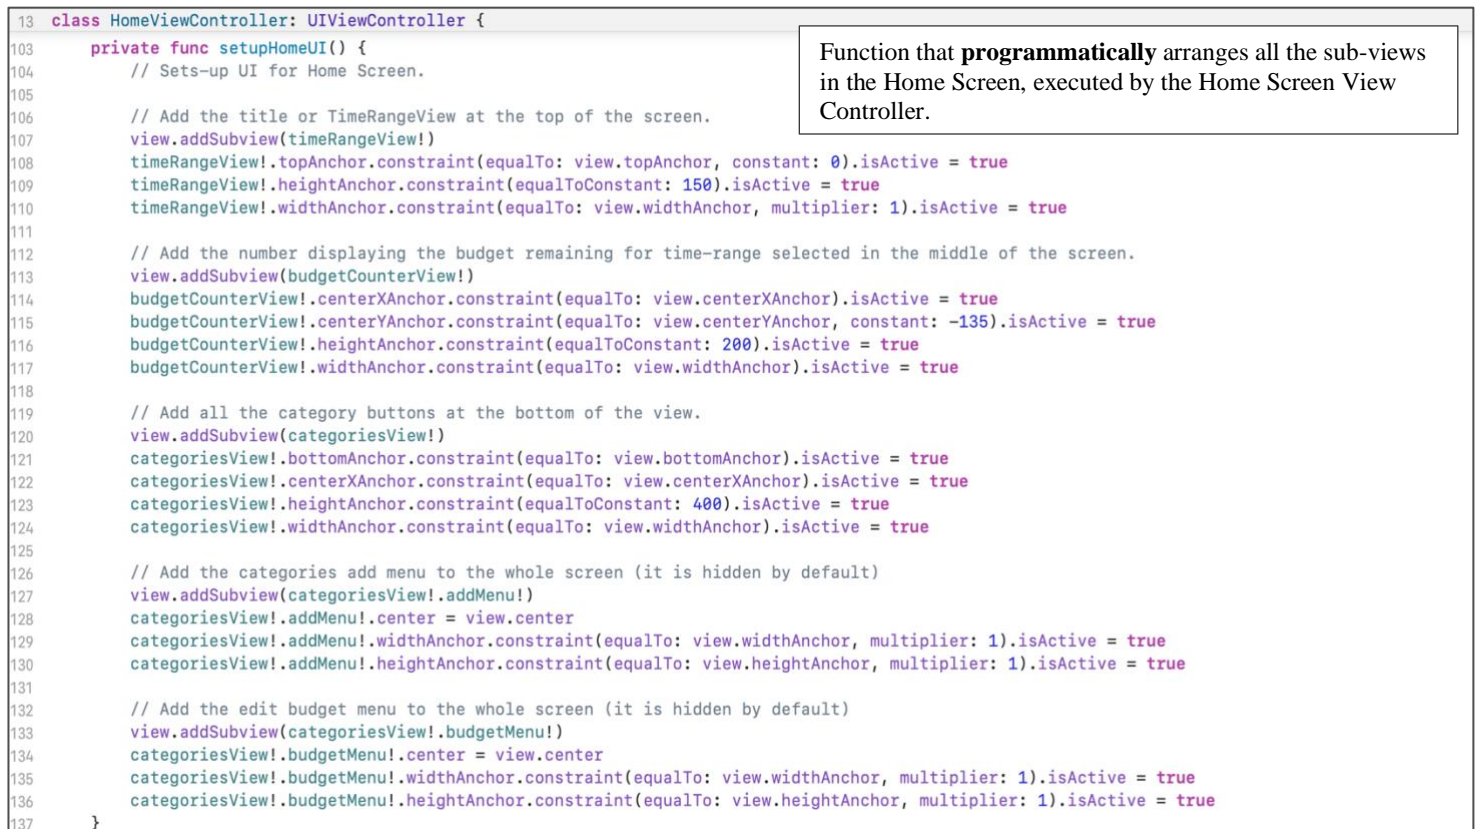 13 class HomeViewController: UIViewController {
103 private func setupHomeUI() {
104 // Sets-up UI for Home Screen.
105
106 // Add the title or TimeRangeView at the top of the screen.
107 view.addSubview(timeRangeView!)
108 timeRangeView!.topAnchor.constraint(equalTo: view.topAnchor, constant: 0).isActive = true
109 timeRangeView!.heightAnchor.constraint(equalToConstant: 150).isActive = true
110 timeRangeView!.widthAnchor.constraint(equalTo: view.widthAnchor, multiplier: 1).isActive = true
111
112 // Add the number displaying the budget remaining for time-range selected in the middle of the screen.
113 view.addSubview(budgetCounterView!)
114 budgetCounterView!.centerXAnchor.constraint(equalTo: view.centerXAnchor).isActive = true
115 budgetCounterView!.centerYAnchor.constraint(equalTo: view.centerYAnchor, constant: -135).isActive = true
116 budgetCounterView!.heightAnchor.constraint(equalToConstant: 200).isActive = true
117 budgetCounterView!.widthAnchor.constraint(equalTo: view.widthAnchor).isActive = true
118
119 // Add all the category buttons at the bottom of the view.
120 view.addSubview(categoriesView!)
121 categoriesView!.bottomAnchor.constraint(equalTo: view.bottomAnchor).isActive = true
122 categoriesView!.centerXAnchor.constraint(equalTo: view.centerXAnchor).isActive = true
123 categoriesView!.heightAnchor.constraint(equalToConstant: 400).isActive = true
124 categoriesView!.widthAnchor.constraint(equalTo: view.widthAnchor).isActive = true
125
126 // Add the categories add menu to the whole screen (it is hidden by default)
127 view.addSubview(categoriesView!.addMenu!)
128 categoriesView!.addMenu!.center = view.center
129 categoriesView!.addMenu!.widthAnchor.constraint(equalTo: view.widthAnchor, multiplier: 1).isActive = true
130 categoriesView!.addMenu!.heightAnchor.constraint(equalTo: view.heightAnchor, multiplier: 1).isActive = true
131
132 // Add the edit budget menu to the whole screen (it is hidden by default)
133 view.addSubview(categoriesView!.budgetMenu!)
134 categoriesView!.budgetMenu!.center = view.center
135 categoriesView!.budgetMenu!.widthAnchor.constraint(equalTo: view.widthAnchor, multiplier: 1).isActive = true
136 categoriesView!.budgetMenu!.heightAnchor.constraint(equalTo: view.heightAnchor, multiplier: 1).isActive = true
137 }
Function that programmatically arranges all the sub-views
in the Home Screen, executed by the Home Screen View
Controller.